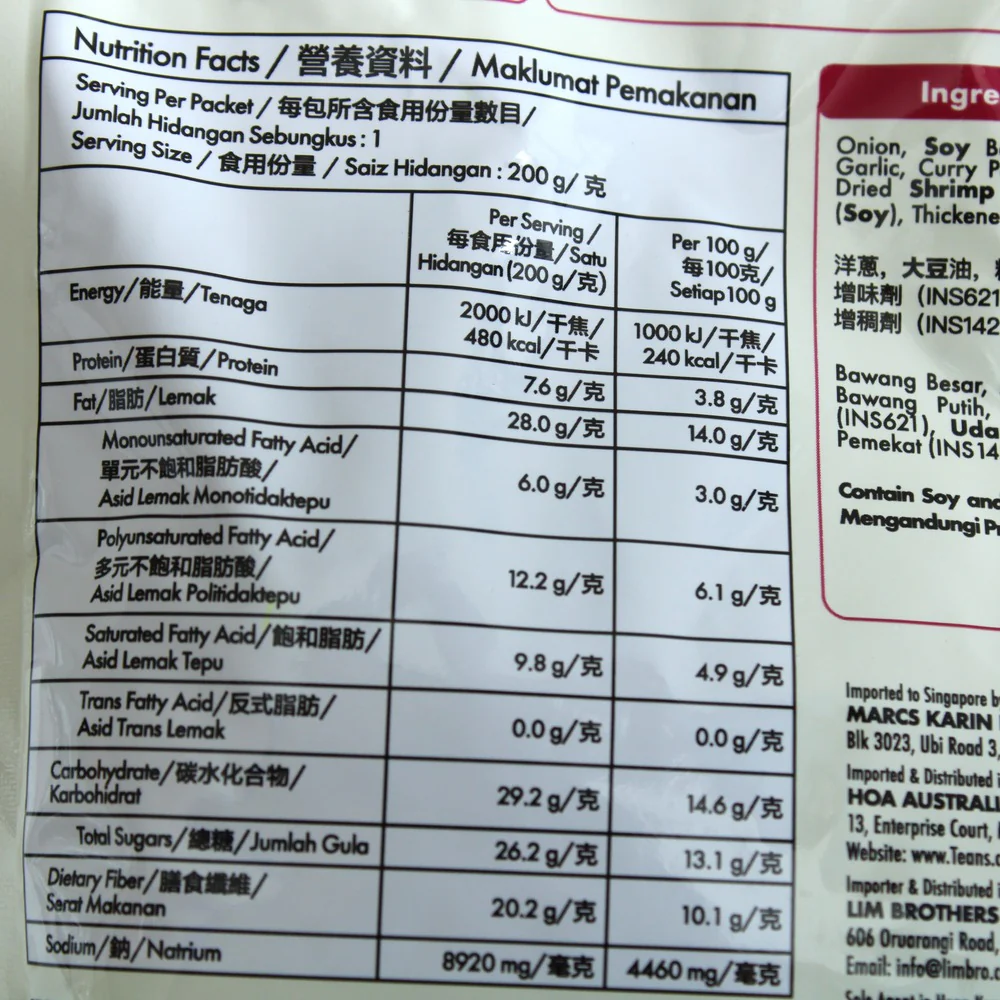 Nutrition Facts / 營養資料 / Maklumat Pemakanan
Serving Per Packet / 每包所含食用份量數目/
Jumlah Hidangan Sebungkus : 1
Serving Size / 食用份量 / Saiz Hidangan : 200 g/ 克
Per Serving /
每食用份量/Satu
Hidangan (200 g/克)
Per 100 g/
每100克/
Setiap 100 g
Energy/能量/Tenaga
2000 kJ/千焦/
480 kcal/千卡
1000 kJ/千焦/
240 kcal/千卡
Protein/蛋白質/Protein
7.6 g/克
3.8 g/克
Fat/脂肪/Lemak
28.0 g/克
14.0 g/克
Monounsaturated Fatty Acid/
單元不飽和脂肪酸/
Asid Lemak Monotidaktepu
6.0 g/克
3.0 g/克
Polyunsaturated Fatty Acid/
多元不飽和脂肪酸/
Asid Lemak Politidaktepu
12.2 g/克
6.1 g/克
Saturated Fatty Acid/飽和脂肪/
Asid Lemak Tepu
9.8 g/克
4.9 g/克
Trans Fatty Acid/反式脂肪/
Asid Trans Lemak
0.0 g/克
0.0 g/克
Carbohydrate/碳水化合物/
Karbohidrat
29.2 g/克
14.6 g/克
Total Sugars/總糖/Jumlah Gula
26.2 g/克
13.1 g/克
Dietary Fiber/膳食纖維/
Serat Makanan
20.2 g/克
10.1 g/克
Sodium/鈉/Natrium
8920 mg/毫克
4460 mg/毫克
Ingre
Onion, Soy B
Garlic, Curry P
Dried Shrimp
(Soy), Thickene
洋蔥, 大豆油,
增味劑 (INS621
增稠劑 (INS142
Bawang Besar,
Bawang Putih,
(INS621), Uda
Pemekat (INS14
Contain Soy and
Mengandungi Pr
Imported to Singapore b
MARCS KARIN
Blk 3023, Ubi Road 3,
Imported & Distributed i
HOA AUSTRALI
13, Enterprise Court,
Website: www.Teans.c
Importer & Distributed i
LIM BROTHERS
606 Oruarangi Road,
Email: info@limbro.c